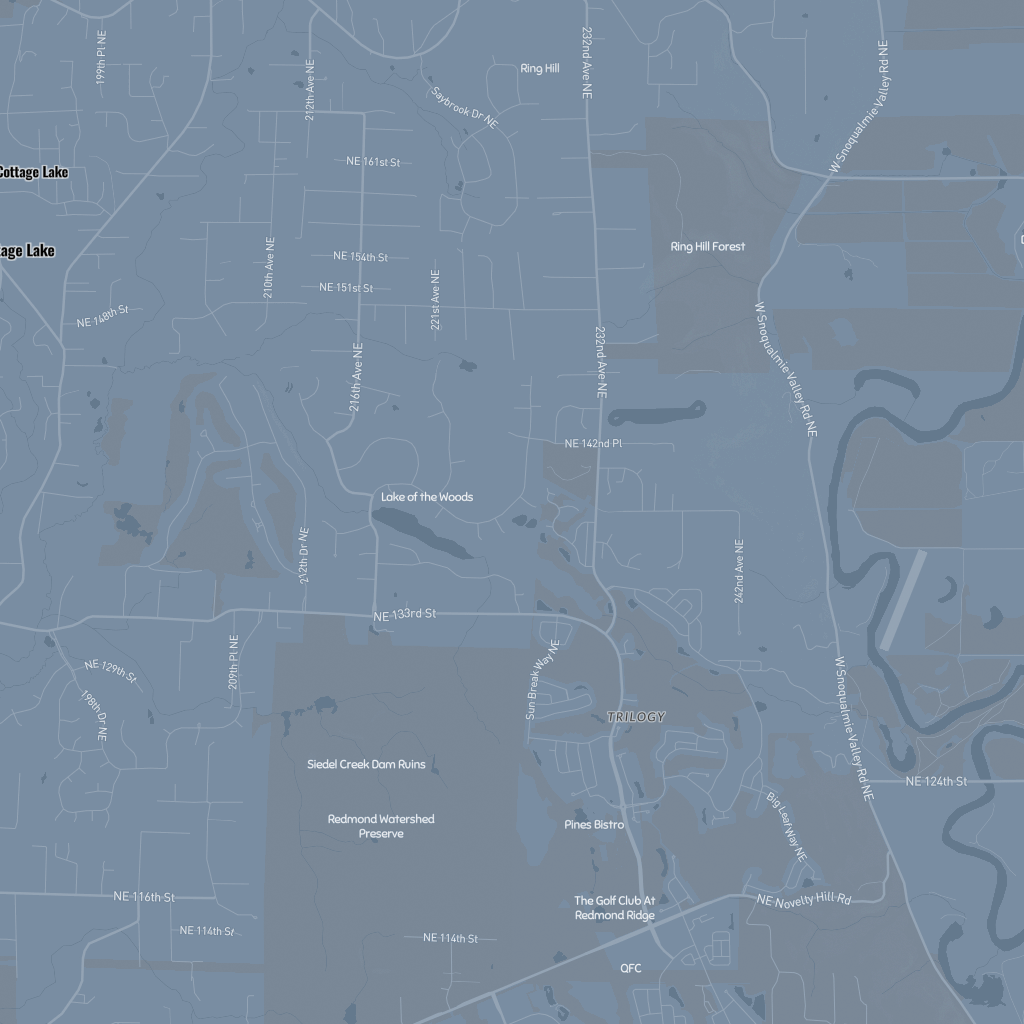 199th Pl NE
212th Ave NE
Saybrook Dr NE
Ring Hill
232nd Ave NE
W Snoqualmie Valley Rd NE
NE 161st St
Cottage Lake
Ring Hill Forest
tage Lake
210th Ave NE
NE 154th St
NE 151st St
221st Ave NE
NE 148th St
216th Ave NE
232nd Ave NE
W Snoqualmie Valley Rd NE
NE 142nd Pl
Lake of the Woods
212th Dr NE
242nd Ave NE
NE 133rd St
209th Pl NE
NE 129th St
198th Dr NE
Sun Break Way NE
TRILOGY
W Snoqualmie Valley Rd NE
Siedel Creek Dam Ruins
NE 124th St
Redmond Watershed
Preserve
Pines Bistro
Big Leaf Way NE
NE 116th St
The Golf Club At
Redmond Ridge
NE Novelty Hill Rd
NE 114th St
NE 114th St
QFC